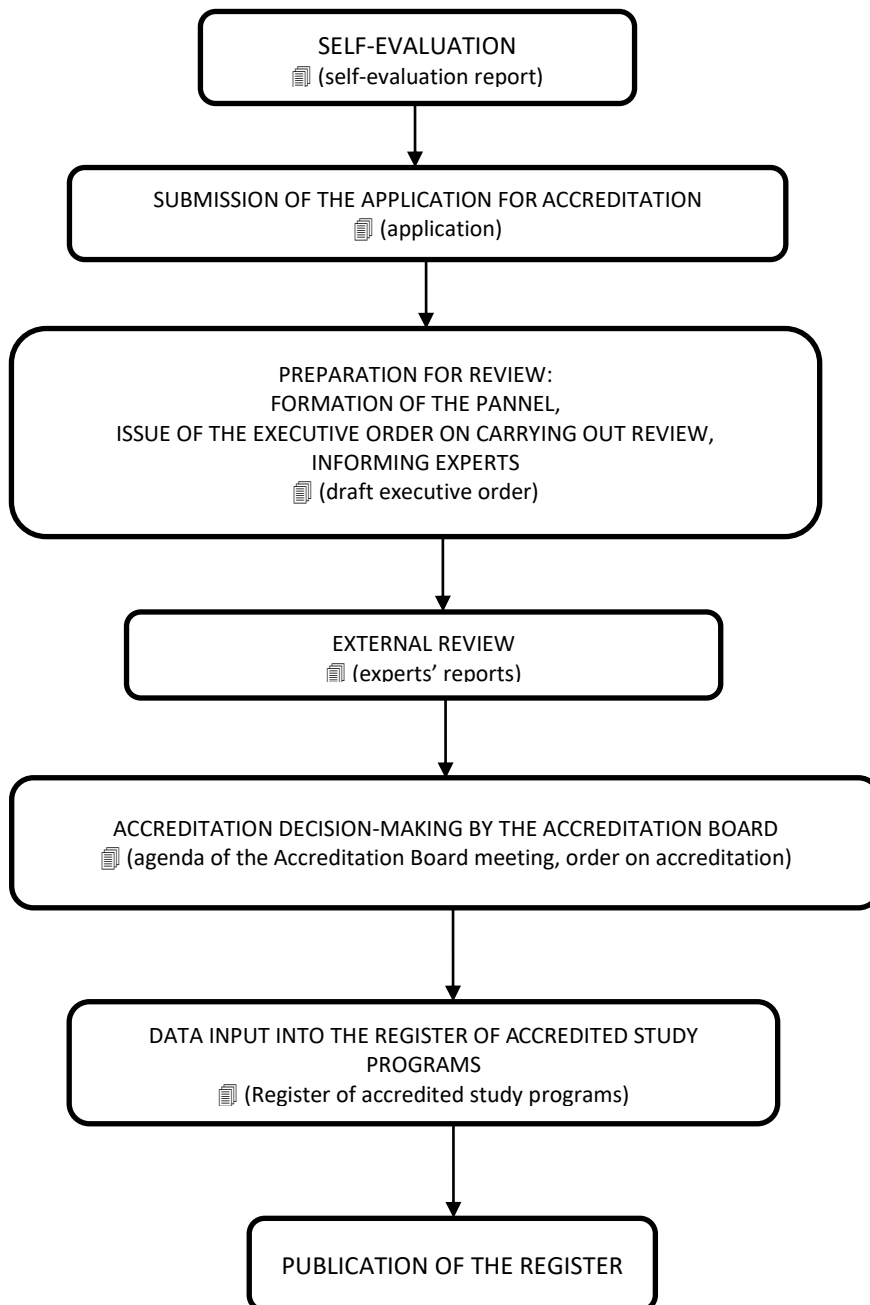 SELF-EVALUATION
🗐 (self-evaluation report)
SUBMISSION OF THE APPLICATION FOR ACCREDITATION
🗐 (application)
PREPARATION FOR REVIEW:
FORMATION OF THE PANNEL,
ISSUE OF THE EXECUTIVE ORDER ON CARRYING OUT REVIEW,
INFORMING EXPERTS
🗐 (draft executive order)
EXTERNAL REVIEW
🗐 (experts’ reports)
ACCREDITATION DECISION-MAKING BY THE ACCREDITATION BOARD
🗐 (agenda of the Accreditation Board meeting, order on accreditation)
DATA INPUT INTO THE REGISTER OF ACCREDITED STUDY
PROGRAMS
🗐 (Register of accredited study programs)
PUBLICATION OF THE REGISTER